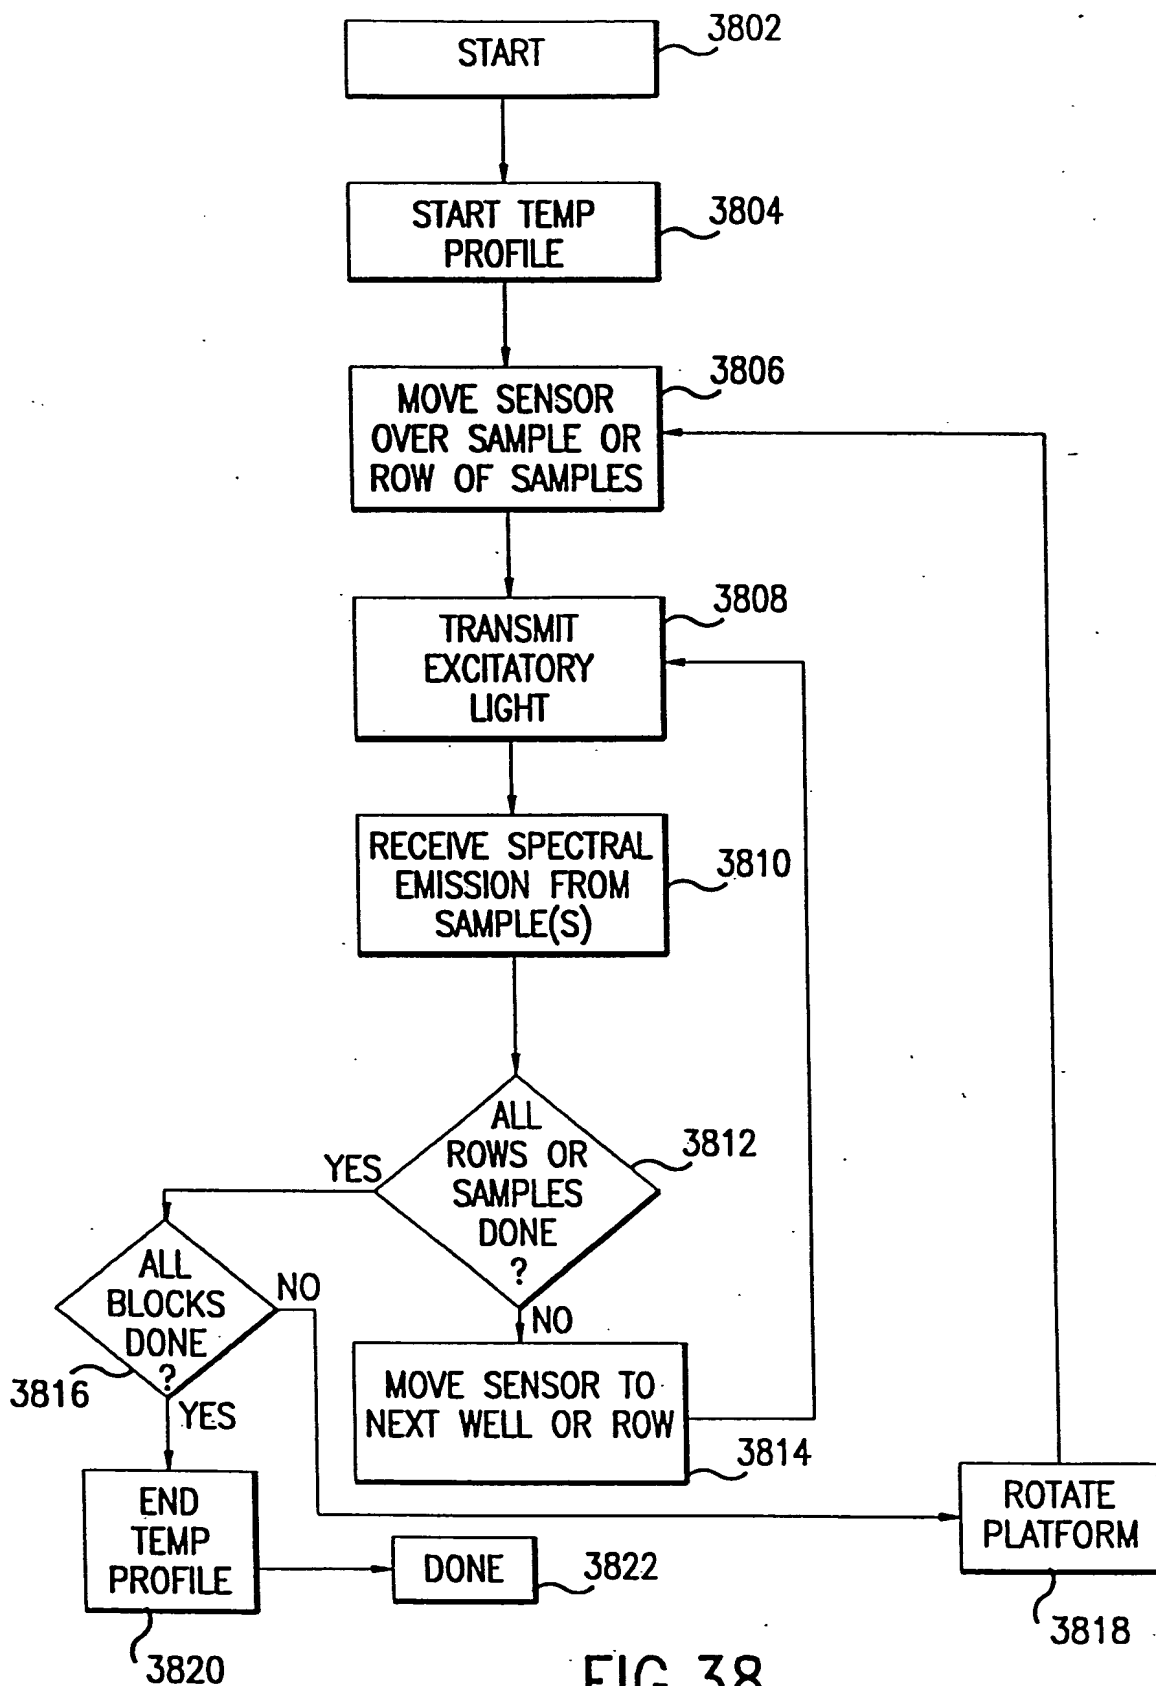 3802
START
3804
START TEMP
PROFILE
3806
MOVE SENSOR
OVER SAMPLE OR
ROW OF SAMPLES
3808
TRANSMIT
EXCITATORY
LIGHT
3810
RECEIVE SPECTRAL
EMISSION FROM
SAMPLE(S)
3812
ALL
ROWS OR
SAMPLES
DONE
?
YES
NO
ALL
BLOCKS
DONE
?
NO
3816
YES
MOVE SENSOR TO
NEXT WELL OR ROW
3814
ROTATE
PLATFORM
3818
END
TEMP
PROFILE
3820
DONE
3822
FIG.38